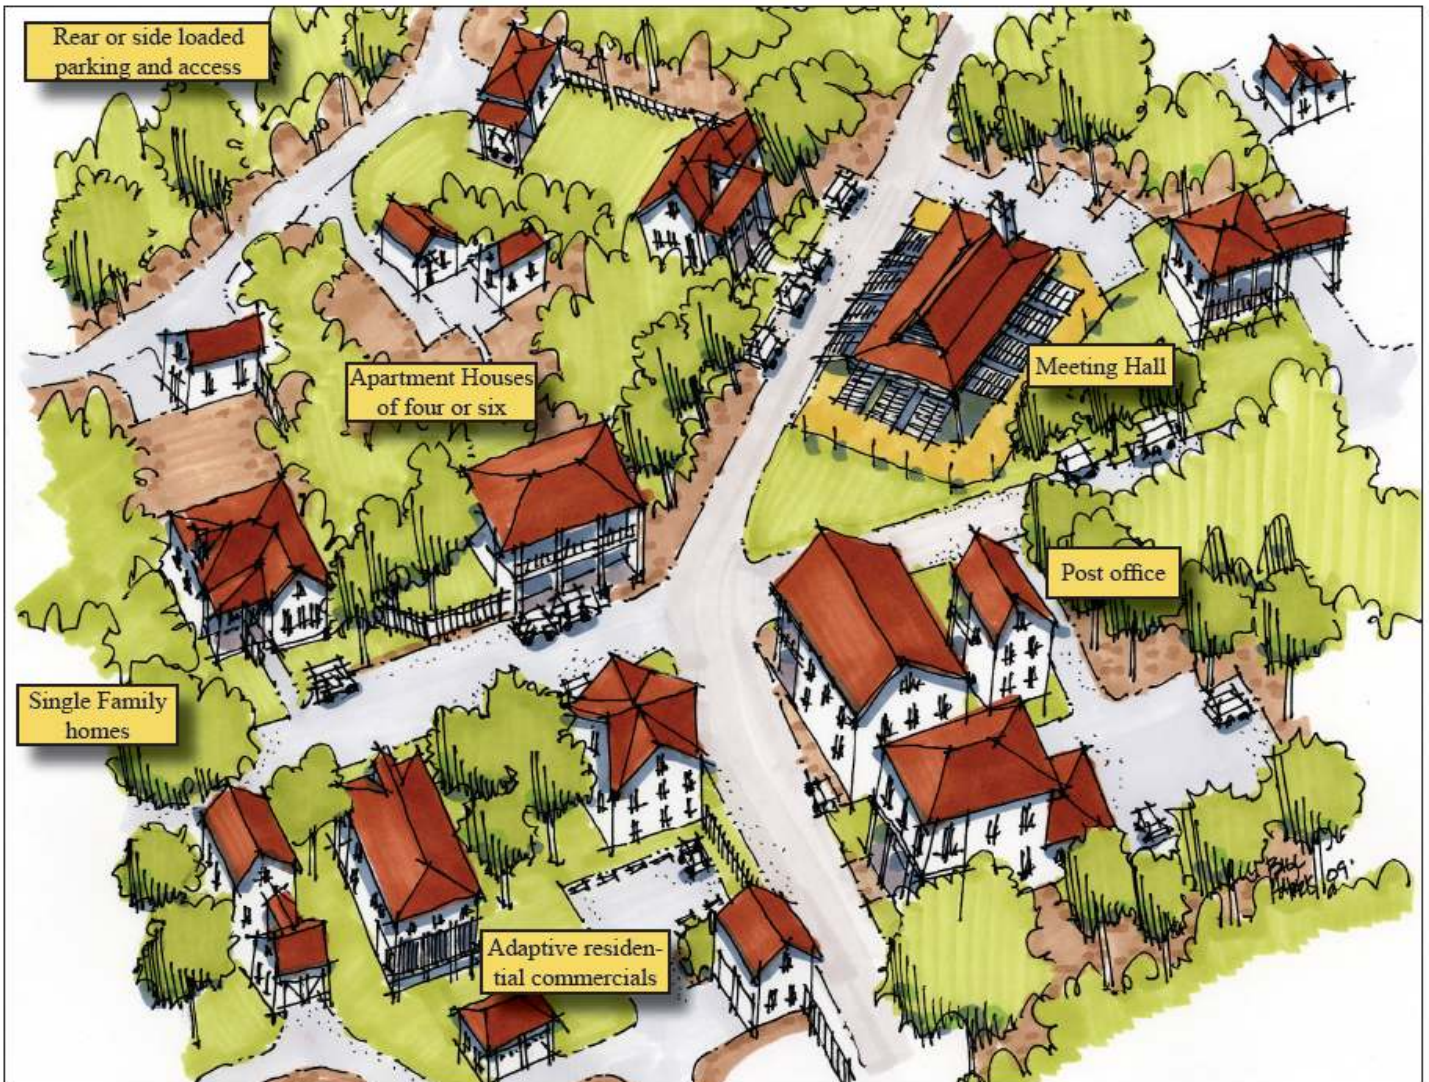 Rear or side loaded
parking and access
Apartment Houses
of four or six
Meeting Hall
Post office
Single Family
homes
Adaptive residen-
tial commercials